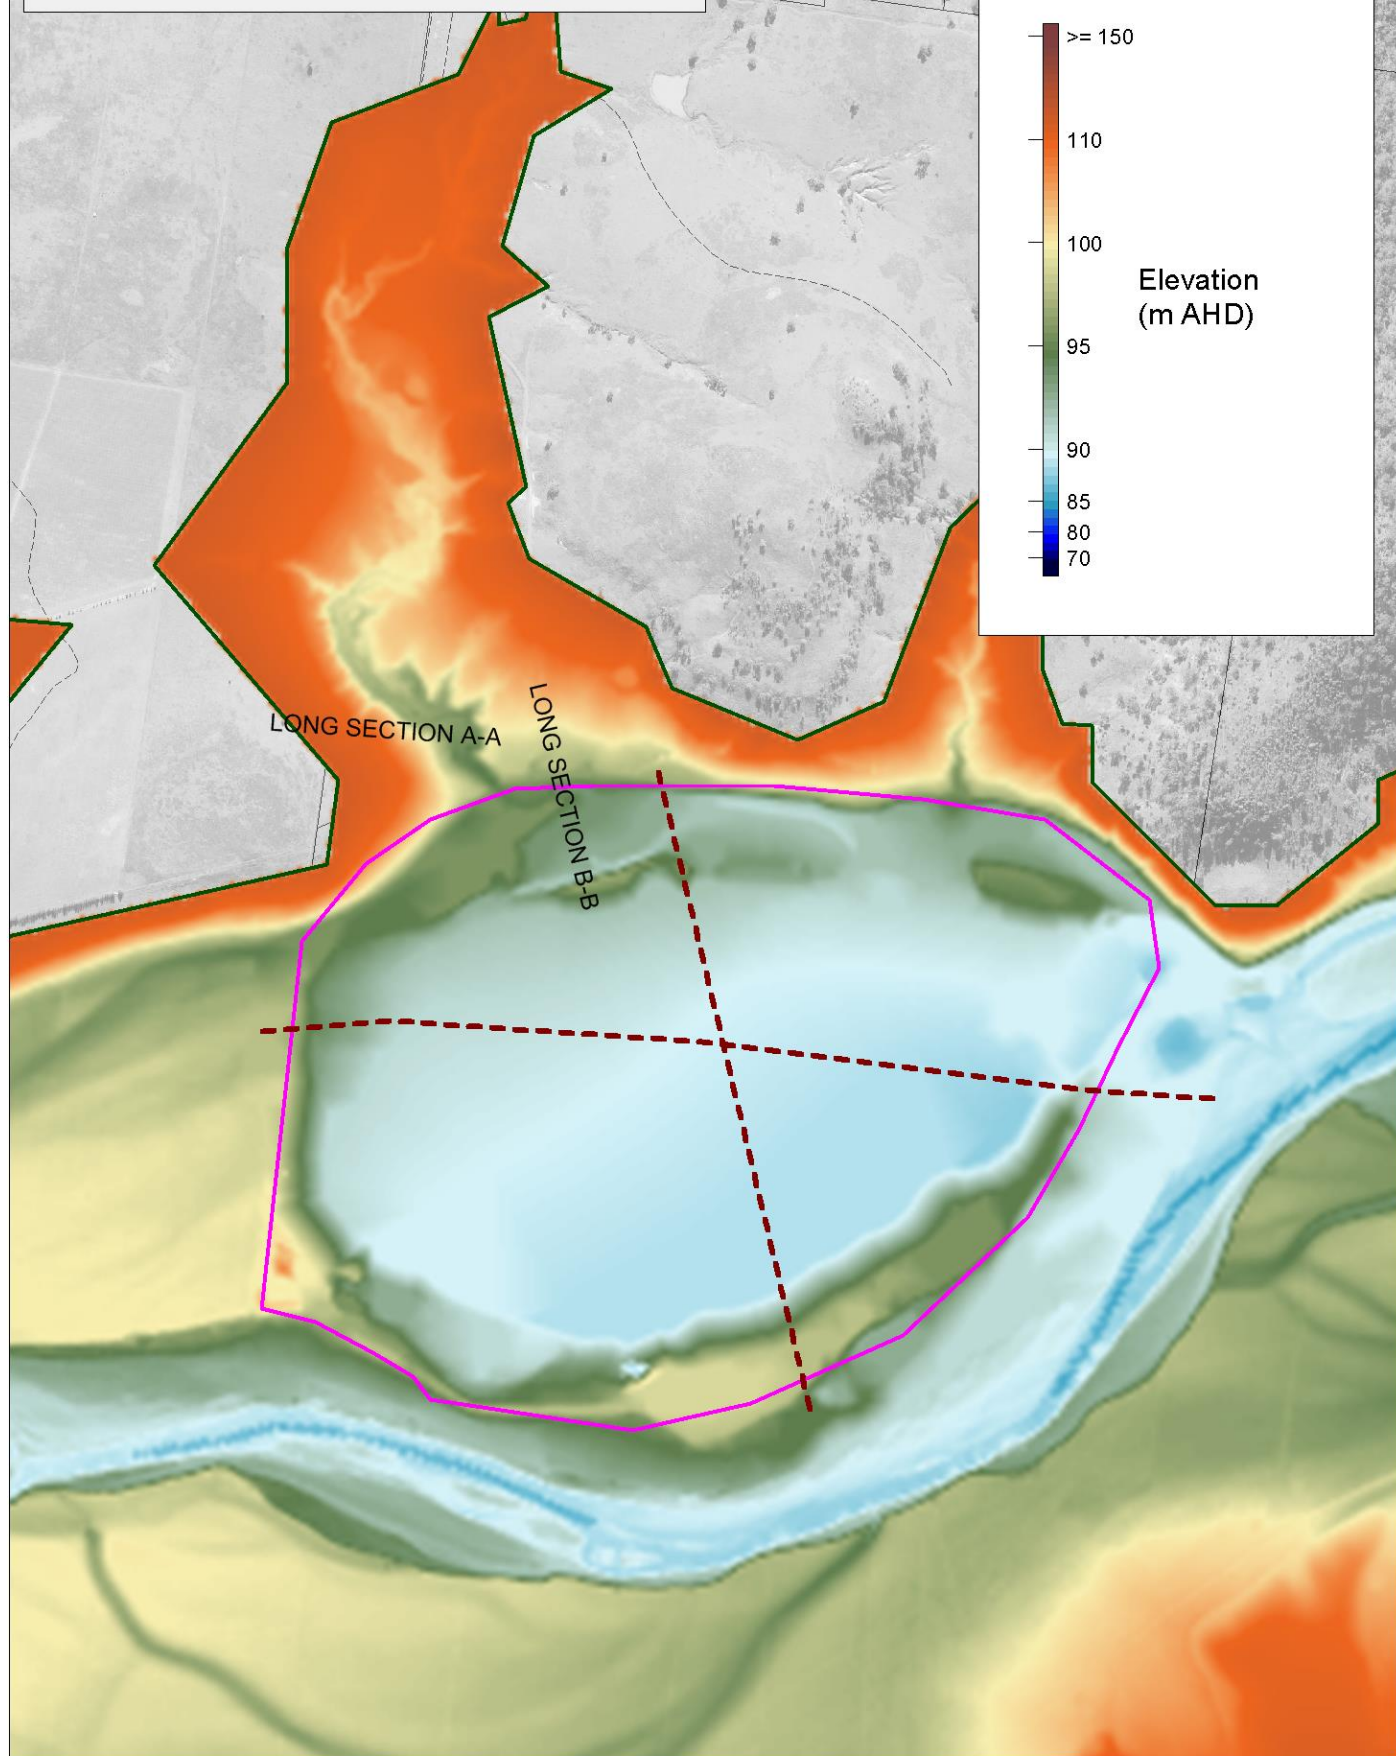 >= 150
110
100
Elevation
(m AHD)
95
90
85
80
70
LONG SECTION A-A
LONG SECTION B-B